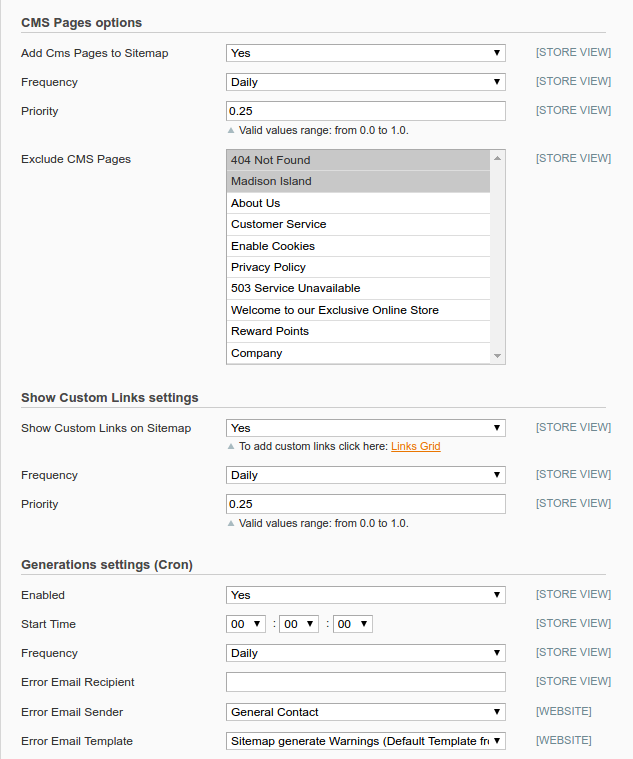 CMS Pages options
Add Cms Pages to Sitemap Yes [STORE VIEW]
Frequency Daily [STORE VIEW]
Priority 0.25 [STORE VIEW]
Valid values range: from 0.0 to 1.0.
Exclude CMS Pages 404 Not Found [STORE VIEW]
Madison Island
About Us
Customer Service
Enable Cookies
Privacy Policy
503 Service Unavailable
Welcome to our Exclusive Online Store
Reward Points
Company
Show Custom Links settings
Show Custom Links on Sitemap Yes [STORE VIEW]
To add custom links click here: Links Grid
Frequency Daily [STORE VIEW]
Priority 0.25 [STORE VIEW]
Valid values range: from 0.0 to 1.0.
Generations settings (Cron)
Enabled Yes [STORE VIEW]
Start Time 00 : 00 : 00 [STORE VIEW]
Frequency Daily [STORE VIEW]
Error Email Recipient [STORE VIEW]
Error Email Sender General Contact [WEBSITE]
Error Email Template Sitemap generate Warnings (Default Template fr [WEBSITE]